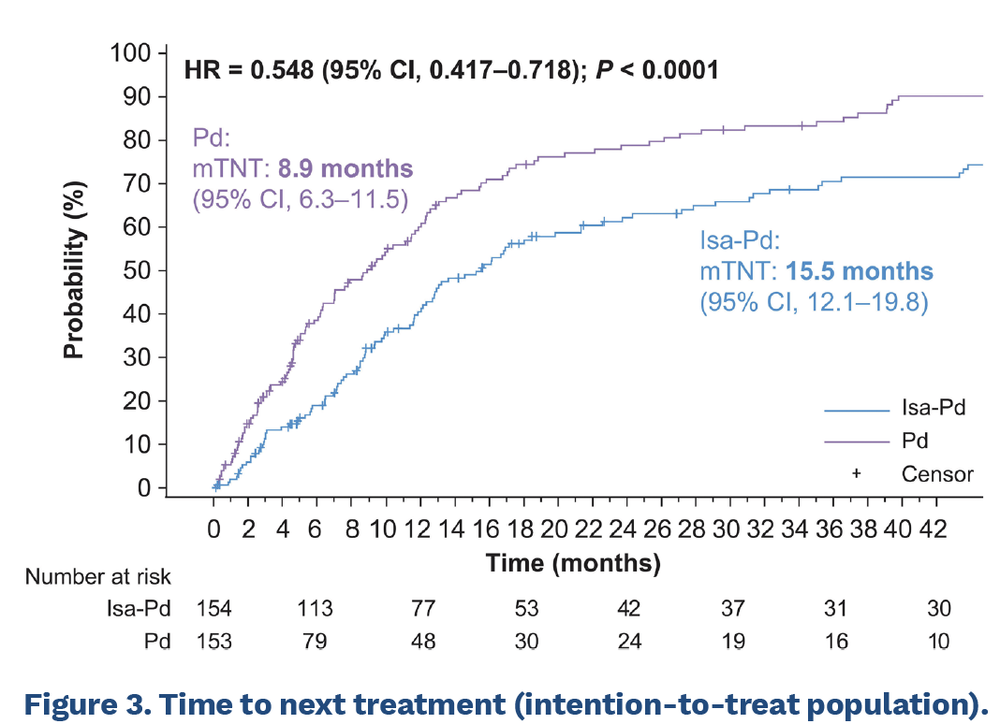 HR = 0.548 (95% CI, 0.417–0.718); P < 0.0001
Pd:
mTNT: 8.9 months
(95% CI, 6.3–11.5)
Isa-Pd:
mTNT: 15.5 months
(95% CI, 12.1–19.8)
Probability (%)
100
90
80
70
60
50
40
30
20
10
0
Isa-Pd
Pd
+ Censor
0 2 4 6 8 10 12 14 16 18 20 22 24 26 28 30 32 34 36 38 40 42
Time (months)
Number at risk
Isa-Pd 154 113 77 53 42 37 31 30
Pd 153 79 48 30 24 19 16 10
Figure 3. Time to next treatment (intention-to-treat population).